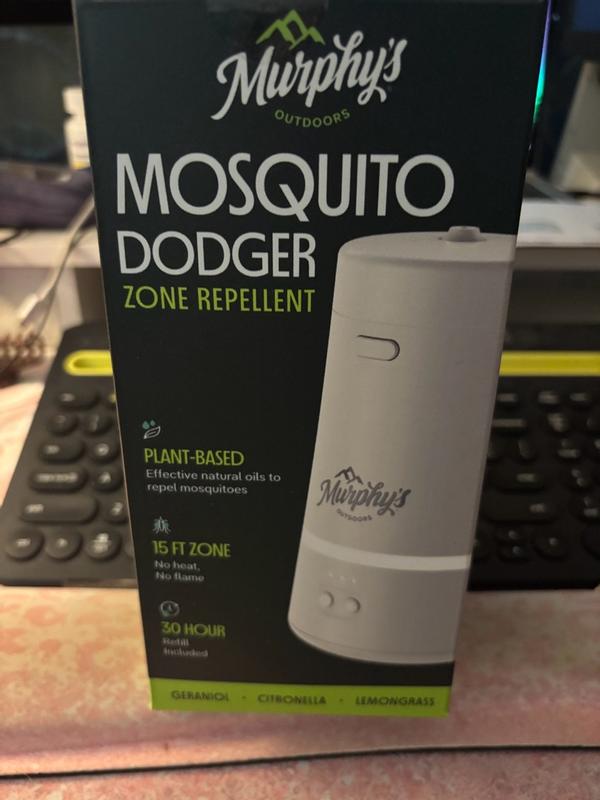 Murphy's
OUTDOORS
MOSQUITO
DODGER
ZONE REPELLENT
PLANT-BASED
Effective natural oils to
repel mosquitoes
15 FT ZONE
No heat,
No flame
30 HOUR
Refill
Included
Murphy's
OUTDOORS
GERANIOL · CITRONELLA · LEMONGRASS